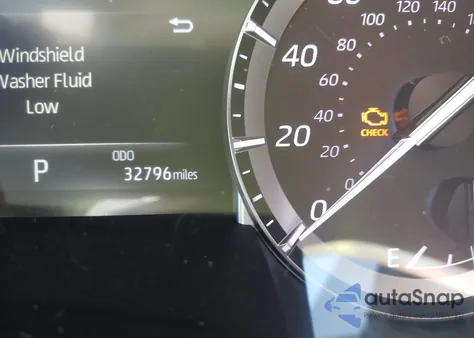 Windshield
Washer Fluid
Low
P
ODO
32796 miles
60
40
20
0
140
120
100
80
60
40
20
0
CHECK
E
autoSnap